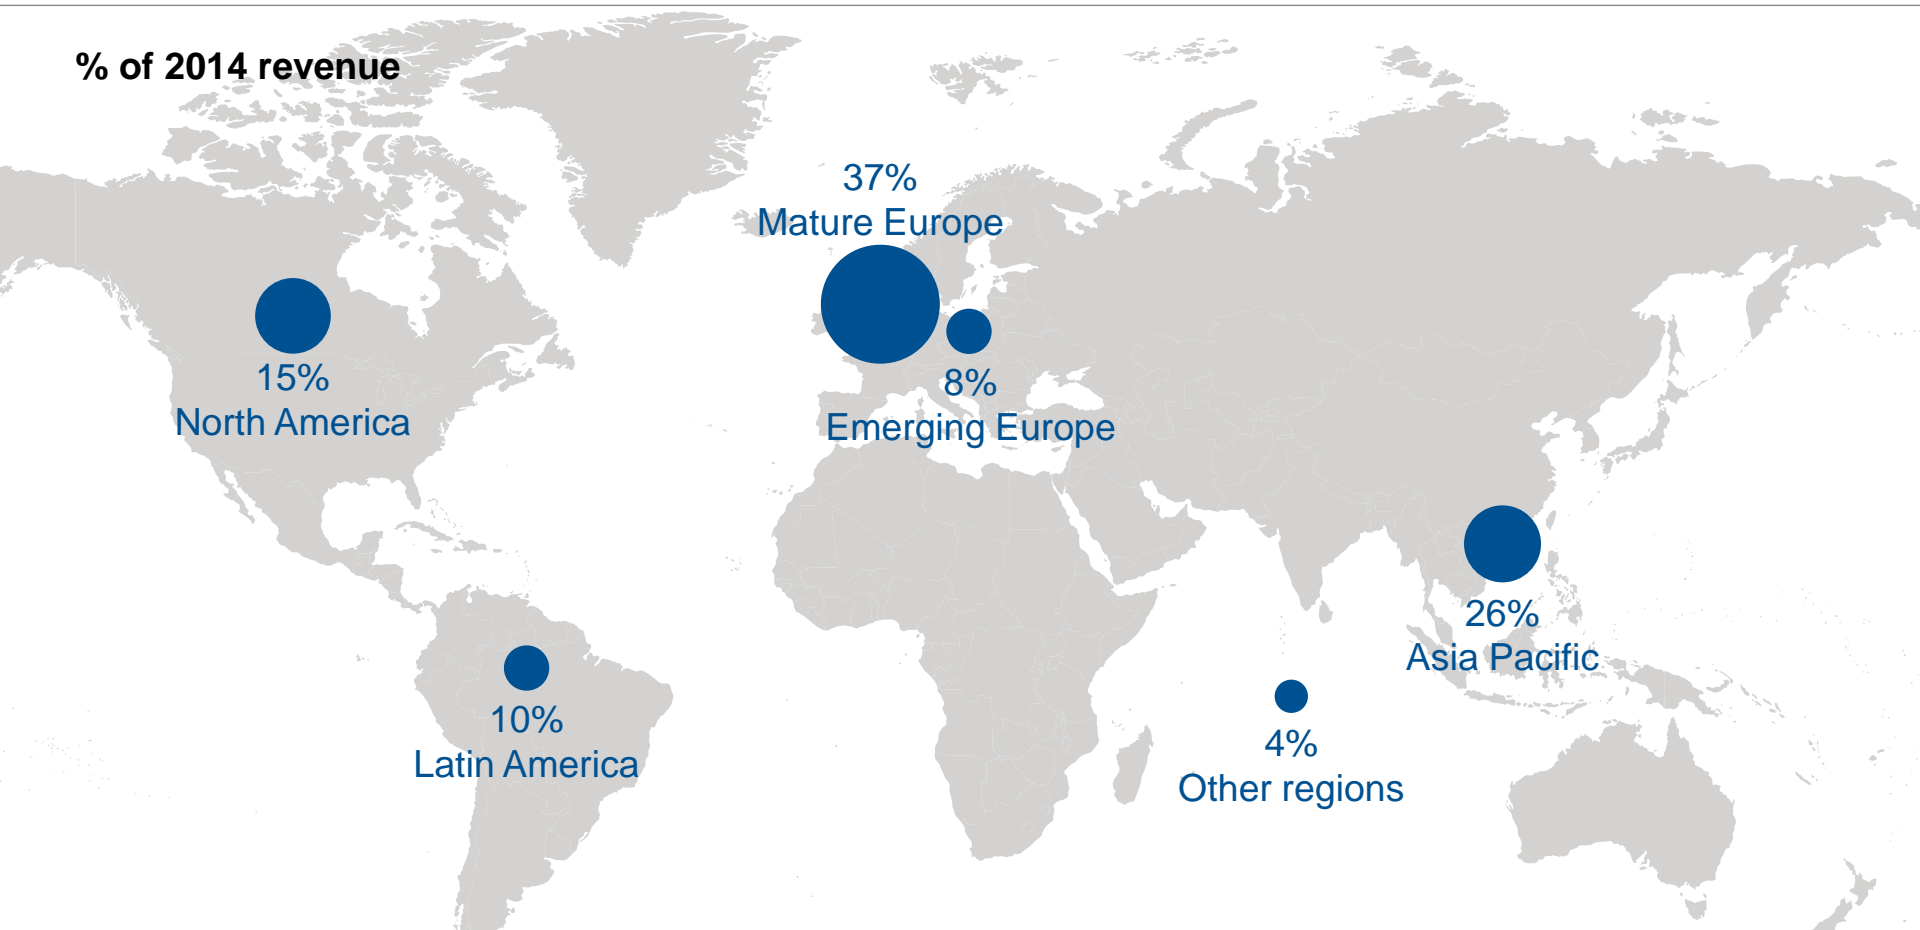 % of 2014 revenue
37%
Mature Europe
15%
North America
8%
Emerging Europe
26%
Asia Pacific
10%
Latin America
4%
Other regions